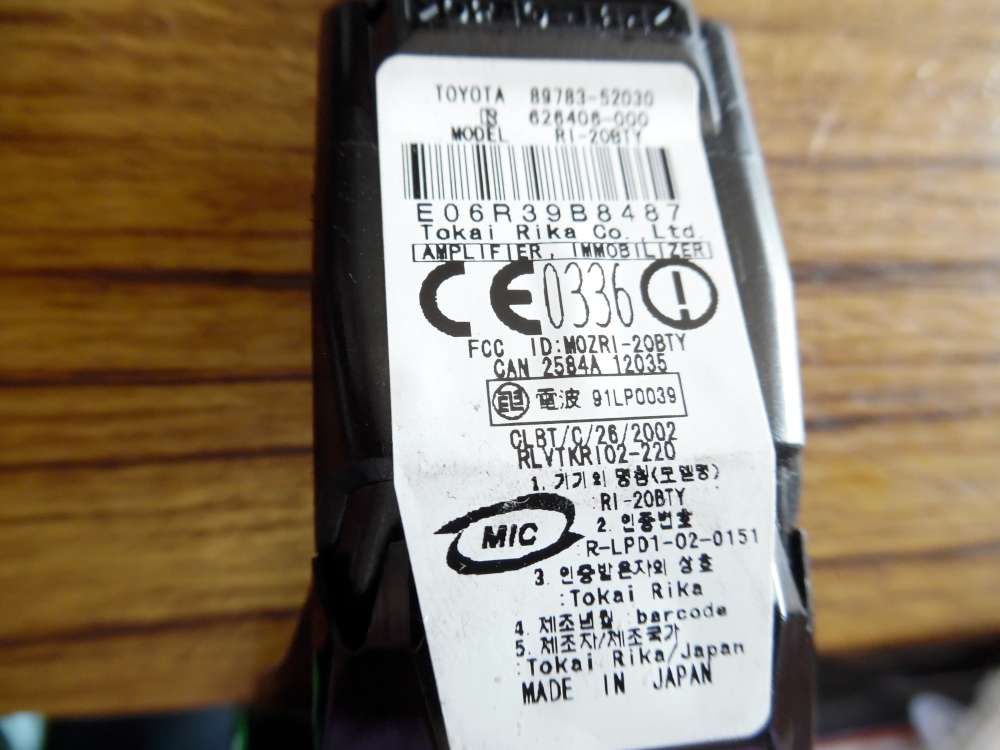 TOYOTA 89783-52030
626406-000
MODEL RI-20BTY
E06R39B8487
Tokai Rika Co. Ltd.
AMPLIFIER, IMMOBILIZER
CE 0336
FCC ID:MOZRI-20BTY
CAN 2584A 12035
電波 91LP0039
CLBT/C/26/2002
RLVTKRI02-220
1. 기기의 명칭(모델명)
:RI-20BTY
MIC
2. 인증번호
:R-LPD1-02-0151
3. 인증받은자의 상호
:Tokai Rika
4. 제조년월 : barcode
5. 제조자/제조국가
:Tokai Rika/Japan
MADE IN JAPAN